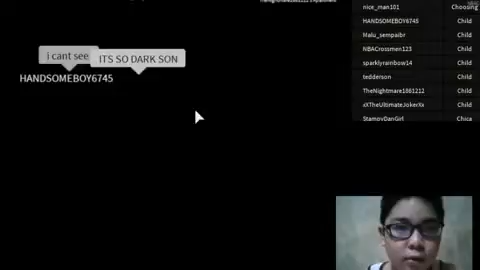 nice_man101 Choosing
i cant see
ITS SO DARK SON
HANDSOMEBOY6745
HANDSOMEBOY6745 Child
Malu_sempaibr Child
NBACrossmen123 Child
sparklyrainbow14 Child
tedderson Child
TheNightmare1861212 Child
xXTheUltimateJokerXx Child
StampyDanGirl Chica